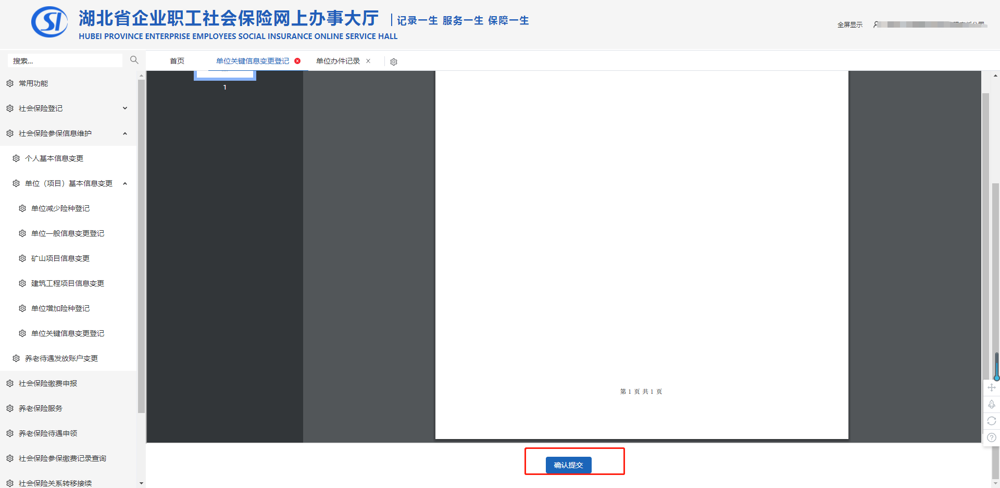 湖北省企业职工社会保险网上办事大厅
记录一生 服务一生 保障一生
HUBEI PROVINCE ENTERPRISE EMPLOYEES SOCIAL INSURANCE ONLINE SERVICE HALL
全屏显示
搜索...
首页
单位关键信息变更登记
单位办件记录
常用功能
社会保险登记
社会保险参保信息维护
个人基本信息变更
单位（项目）基本信息变更
单位减少险种登记
单位一般信息变更登记
矿山项目信息变更
建筑工程项目信息变更
单位增加险种登记
单位关键信息变更登记
养老待遇发放账户变更
社会保险缴费申报
养老保险服务
养老保险待遇申领
社会保险参保缴费记录查询
社会保险关系转移接续
1
第 1 页 共 1 页
确认提交